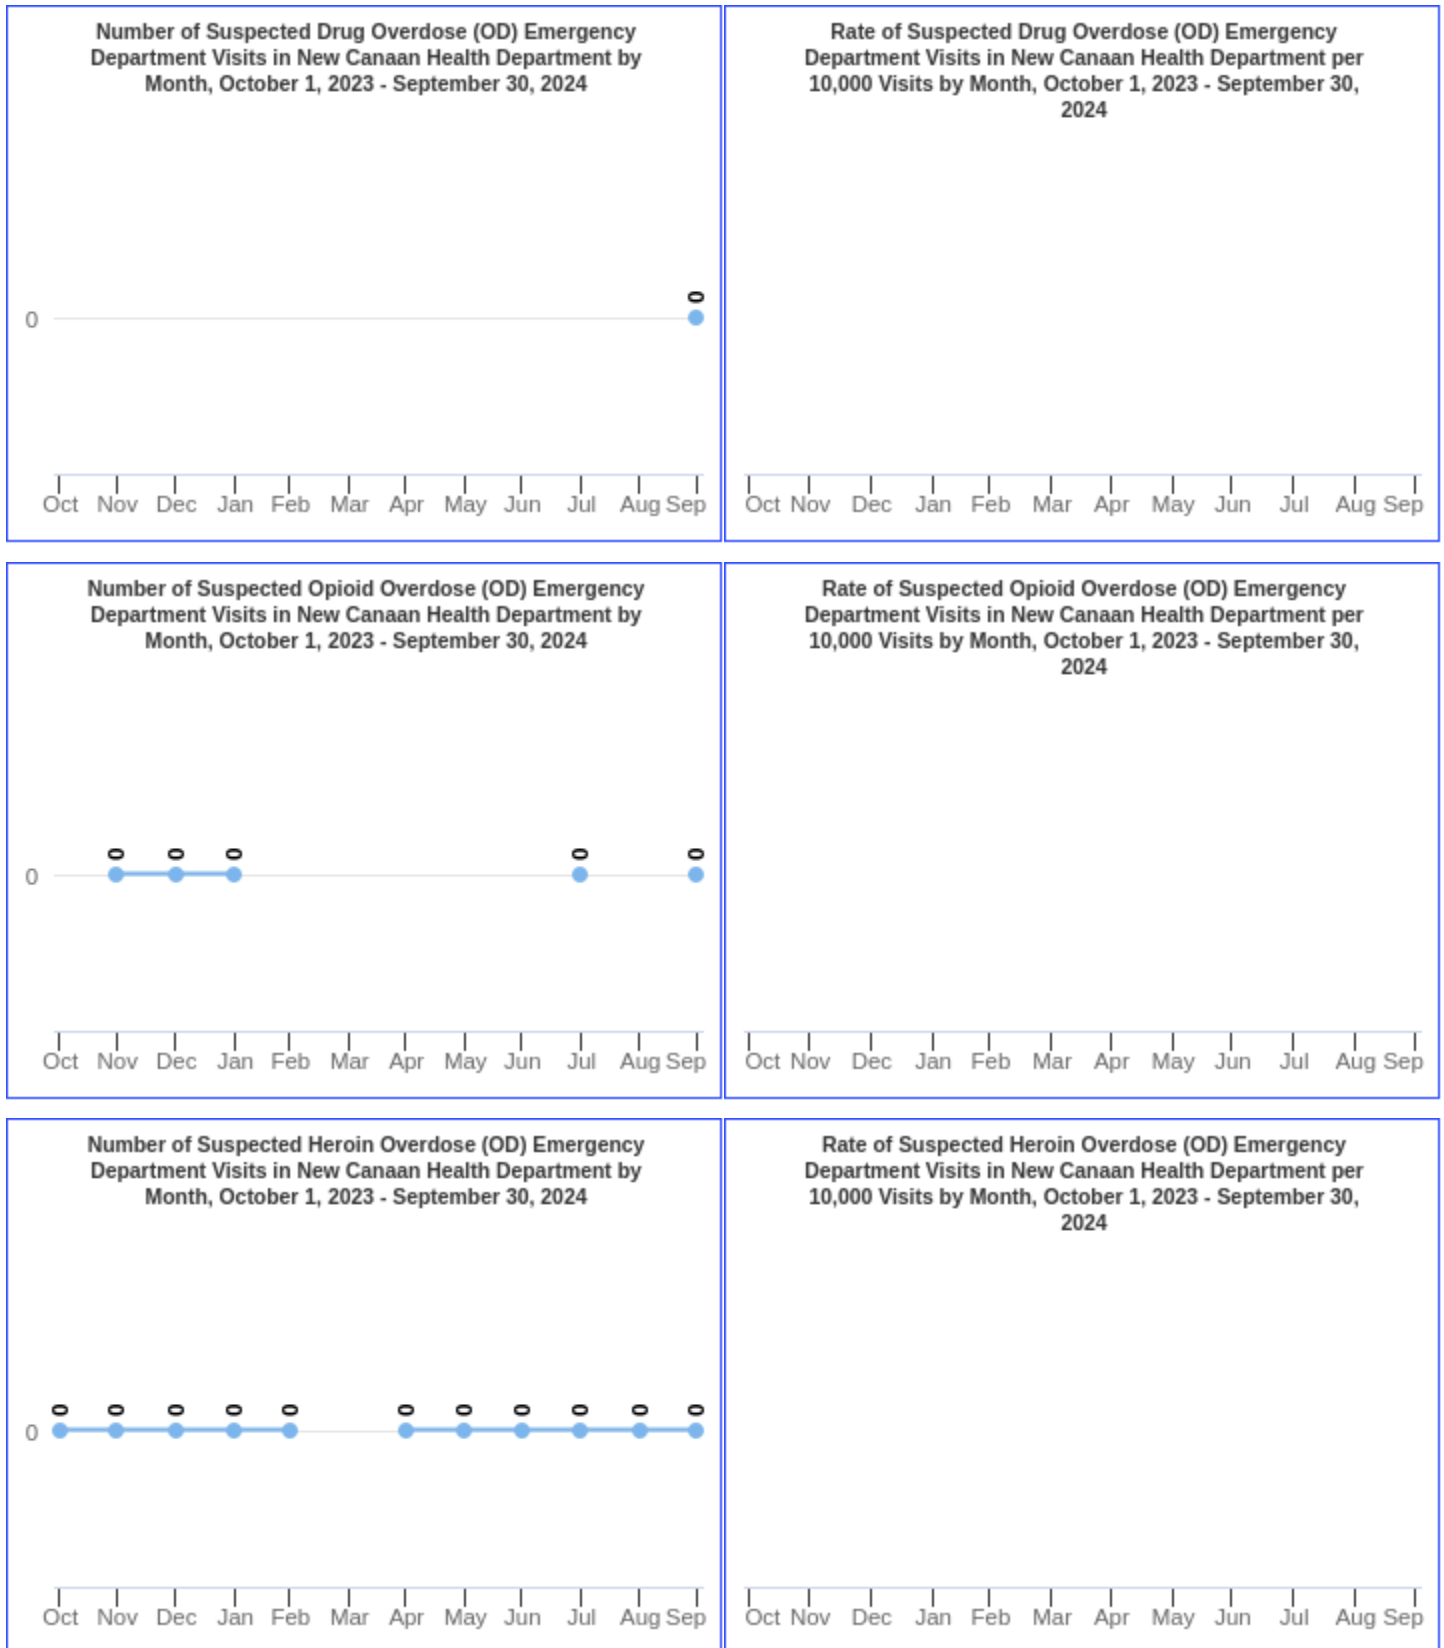 Number of Suspected Drug Overdose (OD) Emergency
Department Visits in New Canaan Health Department by
Month, October 1, 2023 - September 30, 2024
0
0
Oct Nov Dec Jan Feb Mar Apr May Jun Jul Aug Sep
Rate of Suspected Drug Overdose (OD) Emergency
Department Visits in New Canaan Health Department per
10,000 Visits by Month, October 1, 2023 - September 30,
2024
Oct Nov Dec Jan Feb Mar Apr May Jun Jul Aug Sep
Number of Suspected Opioid Overdose (OD) Emergency
Department Visits in New Canaan Health Department by
Month, October 1, 2023 - September 30, 2024
0 0 0 0 0
0
Oct Nov Dec Jan Feb Mar Apr May Jun Jul Aug Sep
Rate of Suspected Opioid Overdose (OD) Emergency
Department Visits in New Canaan Health Department per
10,000 Visits by Month, October 1, 2023 - September 30,
2024
Oct Nov Dec Jan Feb Mar Apr May Jun Jul Aug Sep
Number of Suspected Heroin Overdose (OD) Emergency
Department Visits in New Canaan Health Department by
Month, October 1, 2023 - September 30, 2024
0 0 0 0 0 0 0 0 0 0 0
0
Oct Nov Dec Jan Feb Mar Apr May Jun Jul Aug Sep
Rate of Suspected Heroin Overdose (OD) Emergency
Department Visits in New Canaan Health Department per
10,000 Visits by Month, October 1, 2023 - September 30,
2024
Oct Nov Dec Jan Feb Mar Apr May Jun Jul Aug Sep